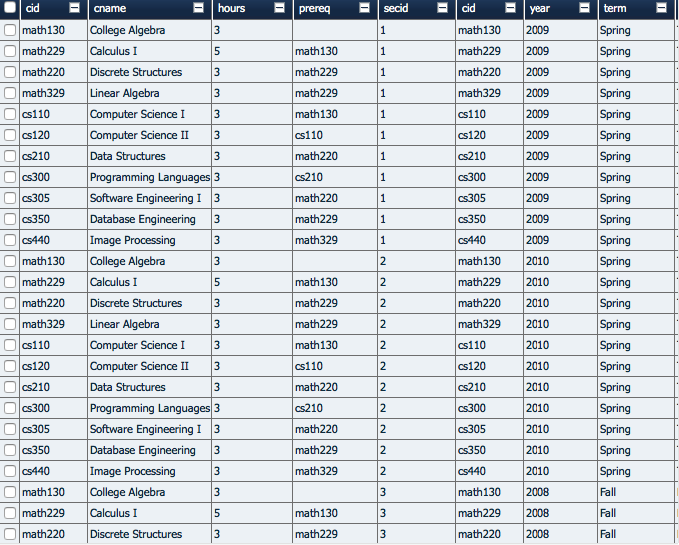 cid cname hours prereq secid cid year term
math130 College Algebra 3 1 math130 2009 Spring
math229 Calculus I 5 math130 1 math229 2009 Spring
math220 Discrete Structures 3 math229 1 math220 2009 Spring
math329 Linear Algebra 3 math229 1 math329 2009 Spring
cs110 Computer Science I 3 math130 1 cs110 2009 Spring
cs120 Computer Science II 3 cs110 1 cs120 2009 Spring
cs210 Data Structures 3 math220 1 cs210 2009 Spring
cs300 Programming Languages 3 cs210 1 cs300 2009 Spring
cs305 Software Engineering I 3 math220 1 cs305 2009 Spring
cs350 Database Engineering 3 math229 1 cs350 2009 Spring
cs440 Image Processing 3 math329 1 cs440 2009 Spring
math130 College Algebra 3 2 math130 2010 Spring
math229 Calculus I 5 math130 2 math229 2010 Spring
math220 Discrete Structures 3 math229 2 math220 2010 Spring
math329 Linear Algebra 3 math229 2 math329 2010 Spring
cs110 Computer Science I 3 math130 2 cs110 2010 Spring
cs120 Computer Science II 3 cs110 2 cs120 2010 Spring
cs210 Data Structures 3 math220 2 cs210 2010 Spring
cs300 Programming Languages 3 cs210 2 cs300 2010 Spring
cs305 Software Engineering I 3 math220 2 cs305 2010 Spring
cs350 Database Engineering 3 math229 2 cs350 2010 Spring
cs440 Image Processing 3 math329 2 cs440 2010 Spring
math130 College Algebra 3 3 math130 2008 Fall
math229 Calculus I 5 math130 3 math229 2008 Fall
math220 Discrete Structures 3 math229 3 math220 2008 Fall